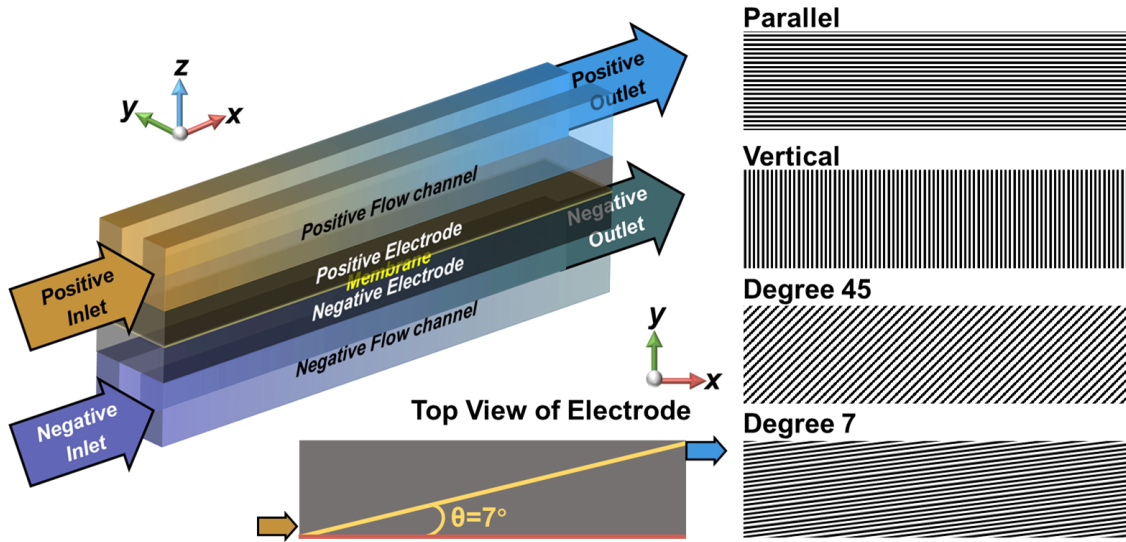 Parallel
z
y
x
Positive
Outlet
Positive Flow channel
Vertical
Positive Electrode
Membrane
Negative
Outlet
Positive
Inlet
Negative Electrode
Degree 45
Negative Flow channel
y
x
Negative
Inlet
Top View of Electrode
Degree 7
θ=7°